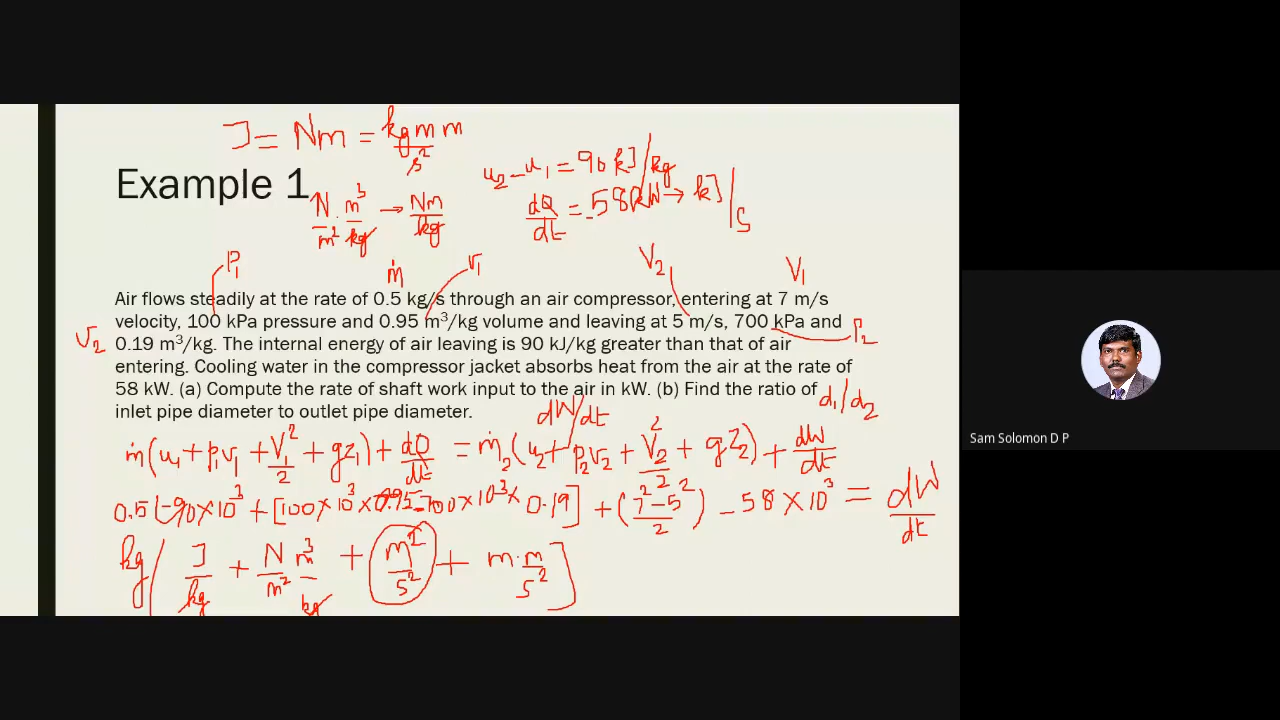 J = Nm = kg m m / s²
Example 1
u₂ - u₁ = 90 kJ/kg
N/m² · m³/kg → Nm/kg
dQ/dt = -58 kW → kJ/s
P₁
ṁ
v₁
V₂
V₁
Air flows steadily at the rate of 0.5 kg/s through an air compressor, entering at 7 m/s
velocity, 100 kPa pressure and 0.95 m³/kg volume and leaving at 5 m/s, 700 kPa and
v₂
P₂
0.19 m³/kg. The internal energy of air leaving is 90 kJ/kg greater than that of air
entering. Cooling water in the compressor jacket absorbs heat from the air at the rate of
58 kW. (a) Compute the rate of shaft work input to the air in kW. (b) Find the ratio of
inlet pipe diameter to outlet pipe diameter.
d₁/d₂
dW/dt
ṁ(u₁ + p₁v₁ + V₁²/2 + gz₁) + dQ/dt = ṁ₂(u₂ + p₂v₂ + V₂²/2 + gZ₂) + dW/dt
0.5(-90×10³ + [100×10³ × 0.95 - 700×10³ × 0.19] + (7²-5²/2) - 58×10³ = dW/dt
kg(J/kg + N/m² m³/kg + m²/s² + m·m/s²]
Sam Solomon D P